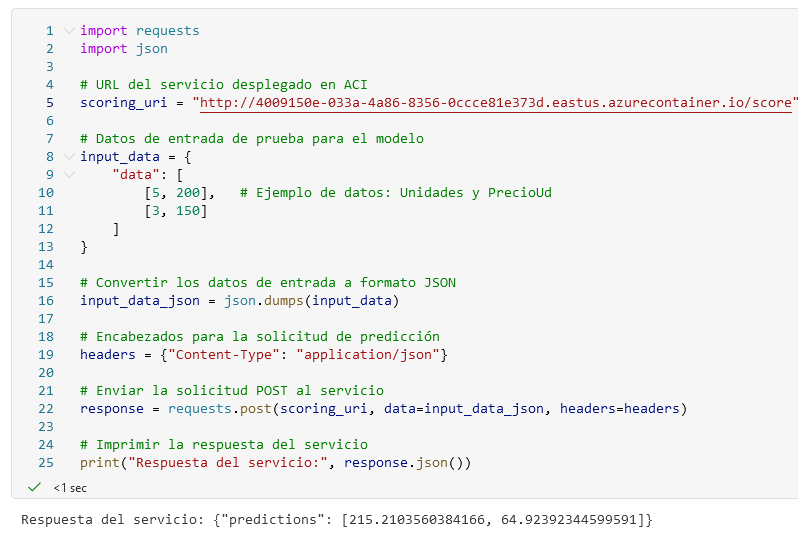 1 import requests
2 import json
3
4 # URL del servicio desplegado en ACI
5 scoring_uri = "http://4009150e-033a-4a86-8356-0ccce81e373d.eastus.azurecontainer.io/score"
6
7 # Datos de entrada de prueba para el modelo
8 input_data = {
9     "data": [
10         [5, 200],   # Ejemplo de datos: Unidades y PrecioUd
11         [3, 150]
12     ]
13 }
14
15 # Convertir los datos de entrada a formato JSON
16 input_data_json = json.dumps(input_data)
17
18 # Encabezados para la solicitud de predicción
19 headers = {"Content-Type": "application/json"}
20
21 # Enviar la solicitud POST al servicio
22 response = requests.post(scoring_uri, data=input_data_json, headers=headers)
23
24 # Imprimir la respuesta del servicio
25 print("Respuesta del servicio:", response.json())
<1 sec
Respuesta del servicio: {"predictions": [215.2103560384166, 64.92392344599591]}